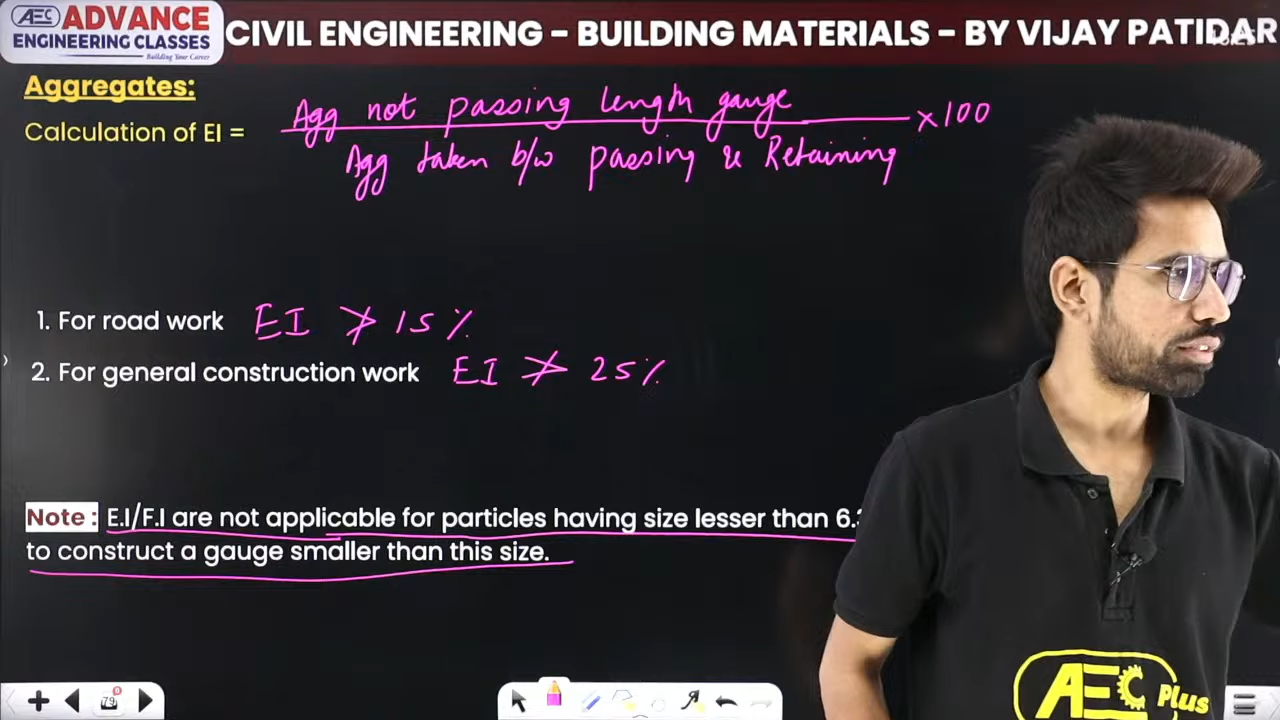 AEC ADVANCE
ENGINEERING CLASSES
Building Your Career
CIVIL ENGINEERING - BUILDING MATERIALS - BY VIJAY PATIDAR
Aggregates:
Calculation of EI =
Agg not passing length gauge
Agg taken b/w passing & Retaining
×100
1. For road work EI ≯ 15 %
2. For general construction work EI ≯ 25 %
Note : E.I/F.I are not applicable for particles having size lesser than 6.
to construct a gauge smaller than this size.
79
AEC Plus